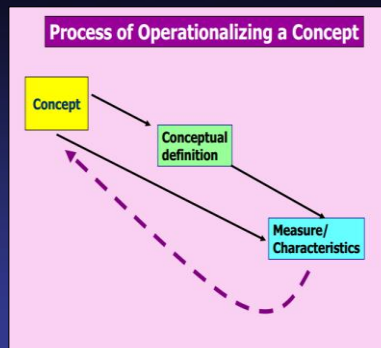 Process of Operationalizing a Concept
Concept
Conceptual
definition
Measure/
Characteristics